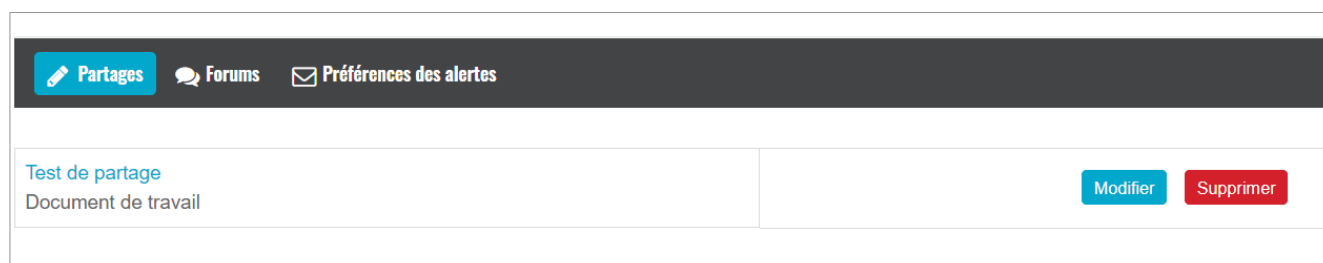 Partages Forums Préférences des alertes
Test de partage
Document de travail
Modifier Supprimer